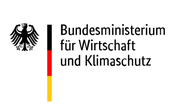 Bundesministerium
für Wirtschaft
und Klimaschutz